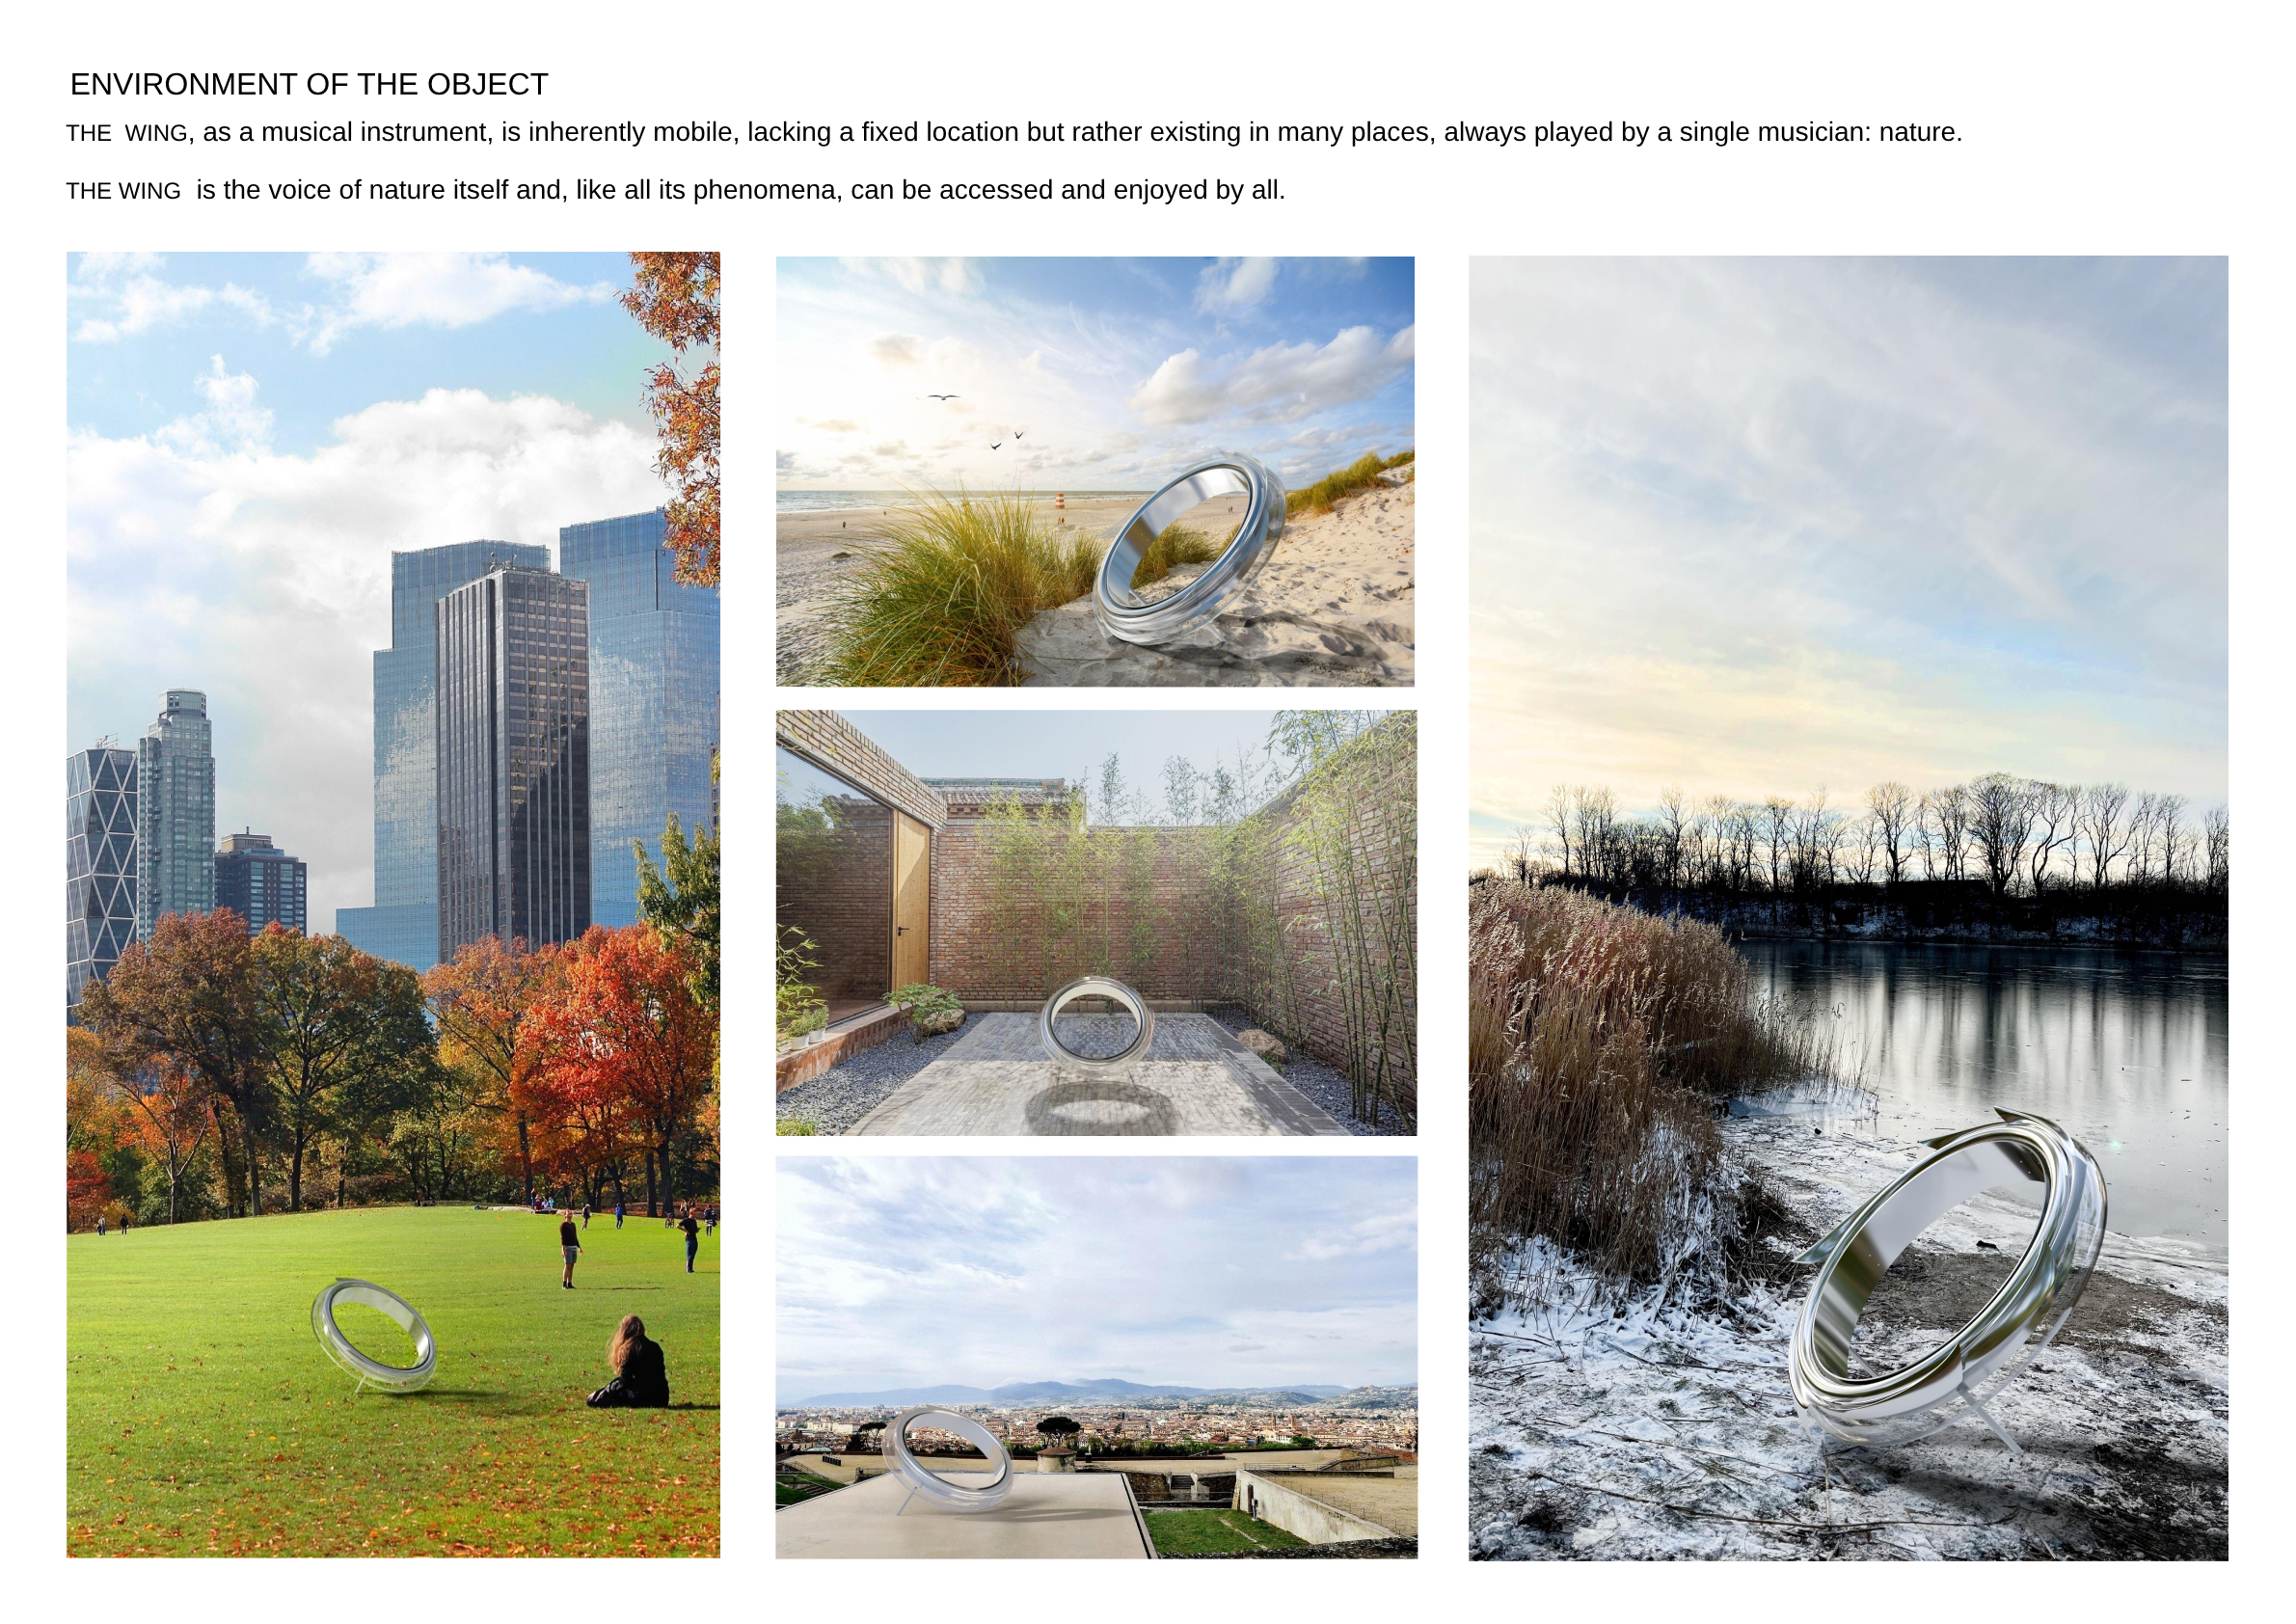 ENVIRONMENT OF THE OBJECT
THE WING, as a musical instrument, is inherently mobile, lacking a fixed location but rather existing in many places, always played by a single musician: nature.
THE WING is the voice of nature itself and, like all its phenomena, can be accessed and enjoyed by all.